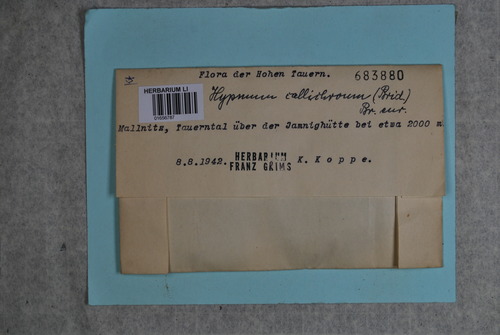 Flora der Hohen Tauern. 683880
HERBARIUM LI
Hypnum callichroum (Brid)
Br. eur.
Mallnitz, Tauerntal über der Jamnighütte bei etwa 2000 m
8.8.1942. HERBARIUM K. Koppe.
FRANZ GRIMS